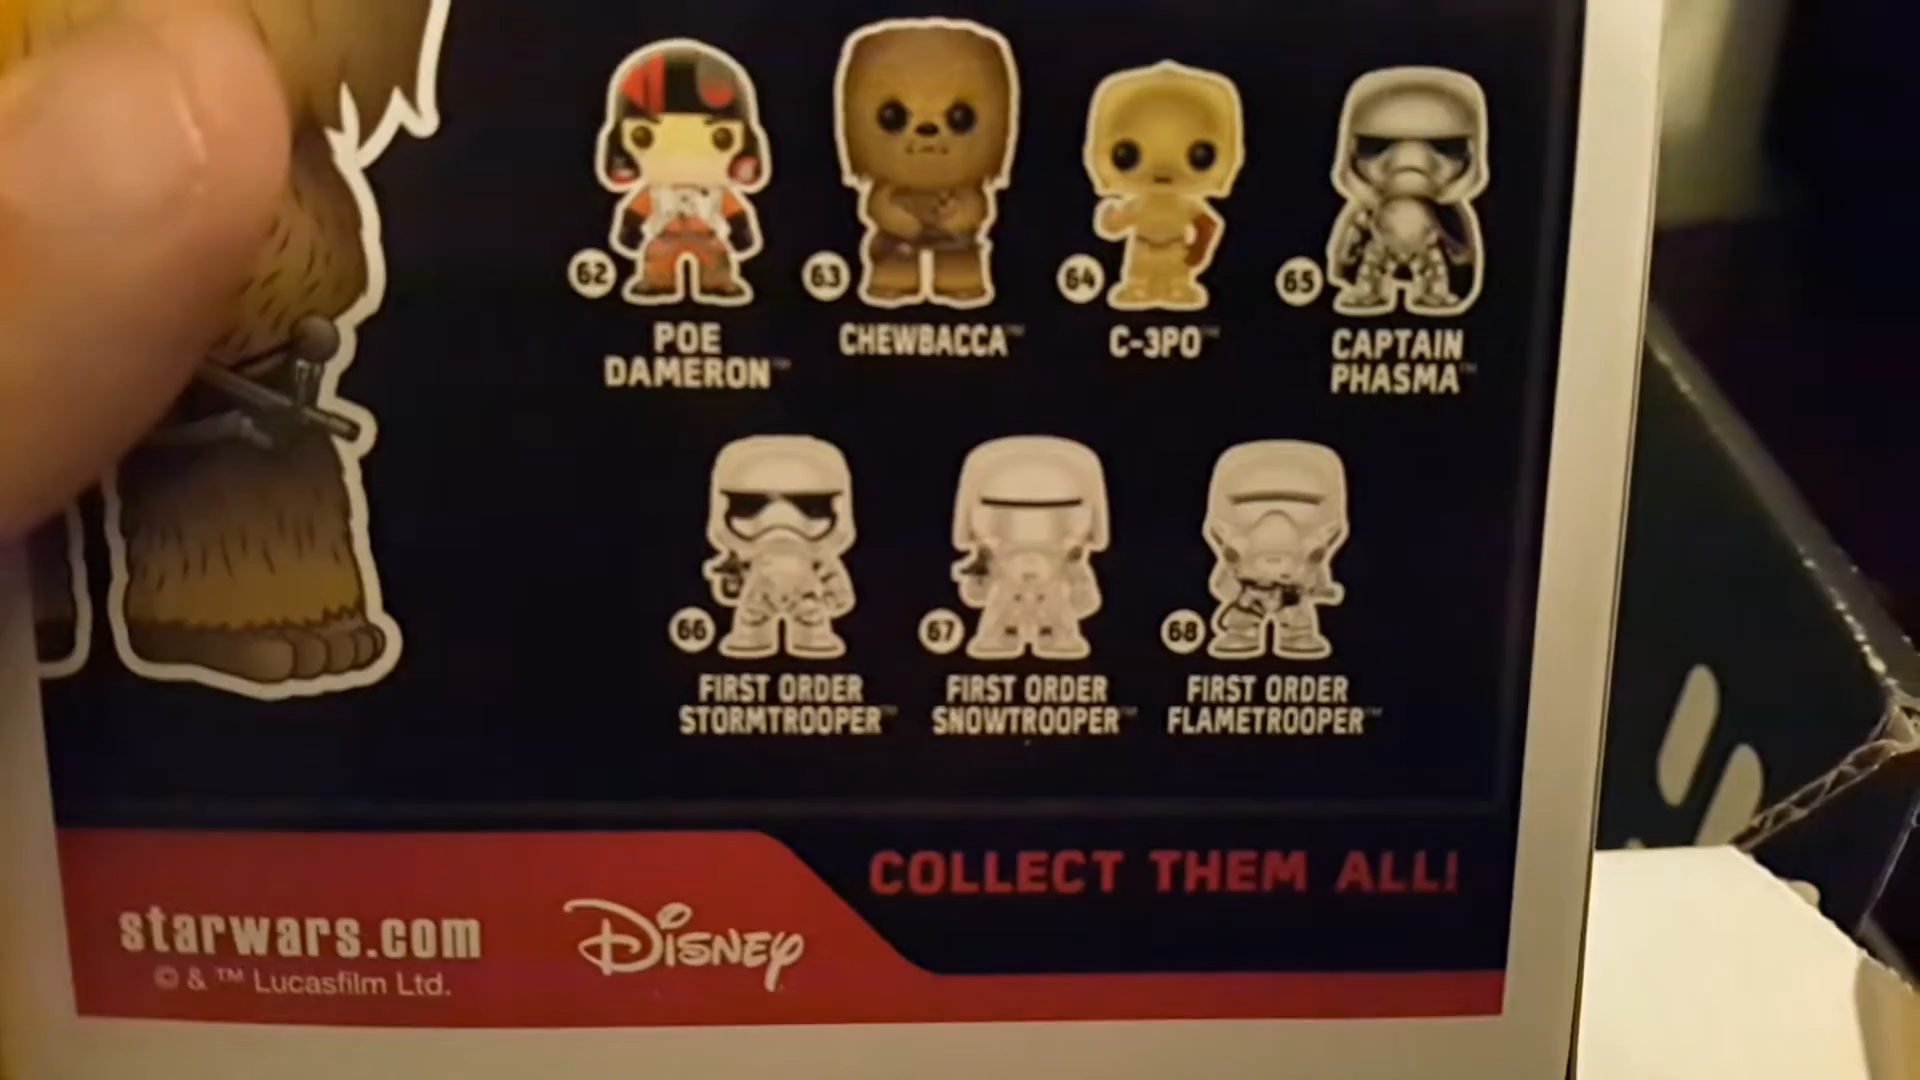 62
63
64
65
POE
DAMERON™
CHEWBACCA™
C-3PO™
CAPTAIN
PHASMA™
66
67
68
FIRST ORDER
STORMTROOPER™
FIRST ORDER
SNOWTROOPER™
FIRST ORDER
FLAMETROOPER™
COLLECT THEM ALL!
starwars.com
© & ™ Lucasfilm Ltd.
DISNEY